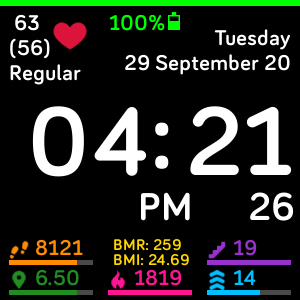 63
(56)
Regular
100%
Tuesday
29 September 20
04:21
PM 26
8121
BMR: 259
BMI: 24.69
19
6.50
1819
14